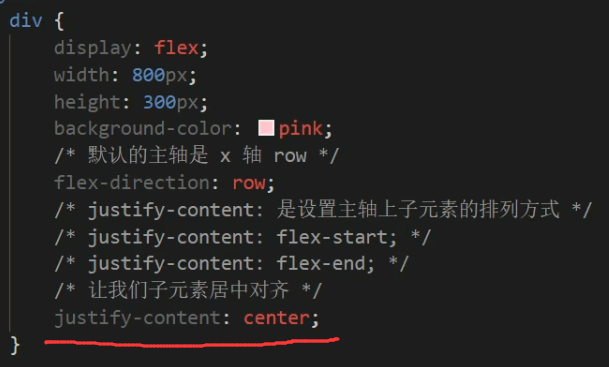 div {
display: flex;
width: 800px;
height: 300px;
background-color: pink;
/* 默认的主轴是 x 轴 row */
flex-direction: row;
/* justify-content: 是设置主轴上子元素的排列方式 */
/* justify-content: flex-start; */
/* justify-content: flex-end; */
/* 让我们子元素居中对齐 */
justify-content: center;
}